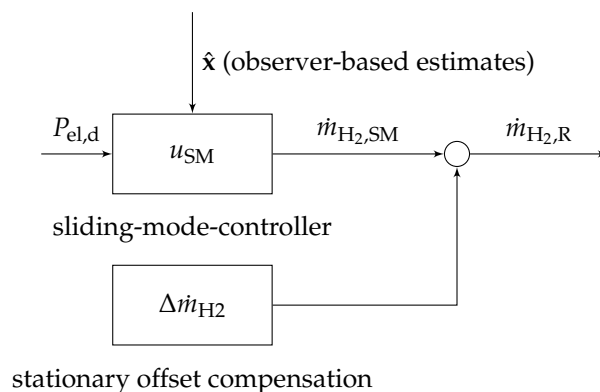 x̂ (observer-based estimates)
P_el,d
u_SM
ṁ_H₂,SM
ṁ_H₂,R
sliding-mode-controller
Δṁ_H2
stationary offset compensation